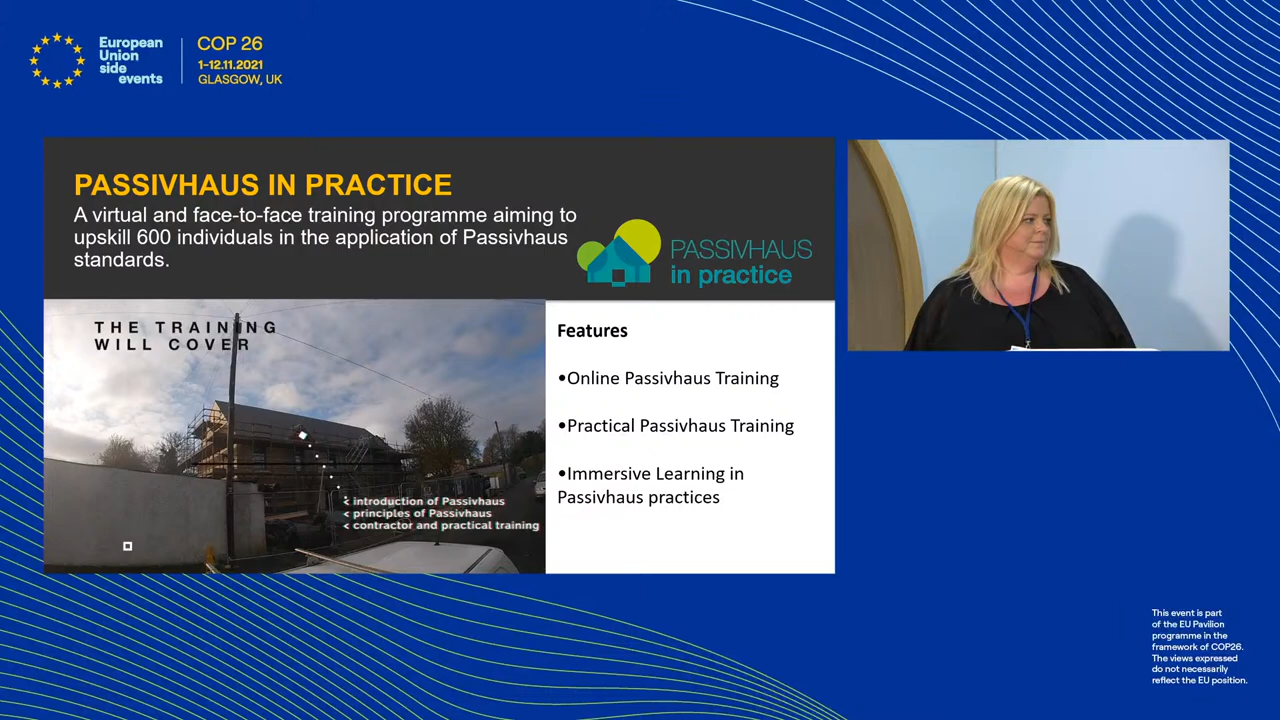 European
Union
side
events
COP 26
1-12.11.2021
GLASGOW, UK
PASSIVHAUS IN PRACTICE
A virtual and face-to-face training programme aiming to
upskill 600 individuals in the application of Passivhaus
standards.
PASSIVHAUS
in practice
THE TRAINING
WILL COVER
< introduction of Passivhaus
< principles of Passivhaus
< contractor and practical training
Features
•Online Passivhaus Training
•Practical Passivhaus Training
•Immersive Learning in
Passivhaus practices
This event is part
of the EU Pavilion
programme in the
framework of COP26.
The views expressed
do not necessarily
reflect the EU position.